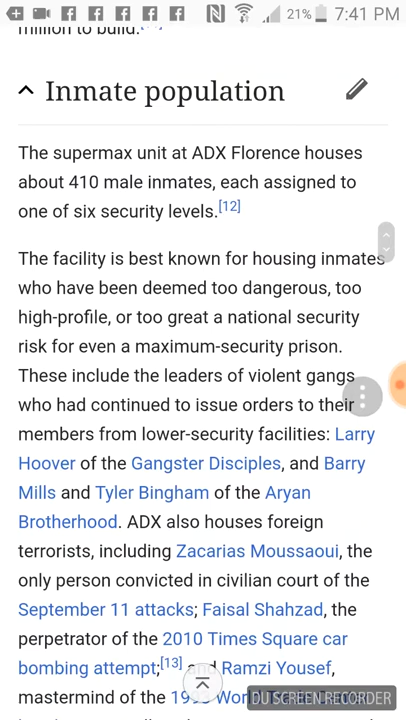 21% 7:41 PM
million to build.
Inmate population
The supermax unit at ADX Florence houses
about 410 male inmates, each assigned to
one of six security levels.[12]
The facility is best known for housing inmates
who have been deemed too dangerous, too
high-profile, or too great a national security
risk for even a maximum-security prison.
These include the leaders of violent gangs
who had continued to issue orders to their
members from lower-security facilities: Larry
Hoover of the Gangster Disciples, and Barry
Mills and Tyler Bingham of the Aryan
Brotherhood. ADX also houses foreign
terrorists, including Zacarias Moussaoui, the
only person convicted in civilian court of the
September 11 attacks; Faisal Shahzad, the
perpetrator of the 2010 Times Square car
bombing attempt;[13] and Ramzi Yousef,
mastermind of the World
DU SCREEN RECORDER